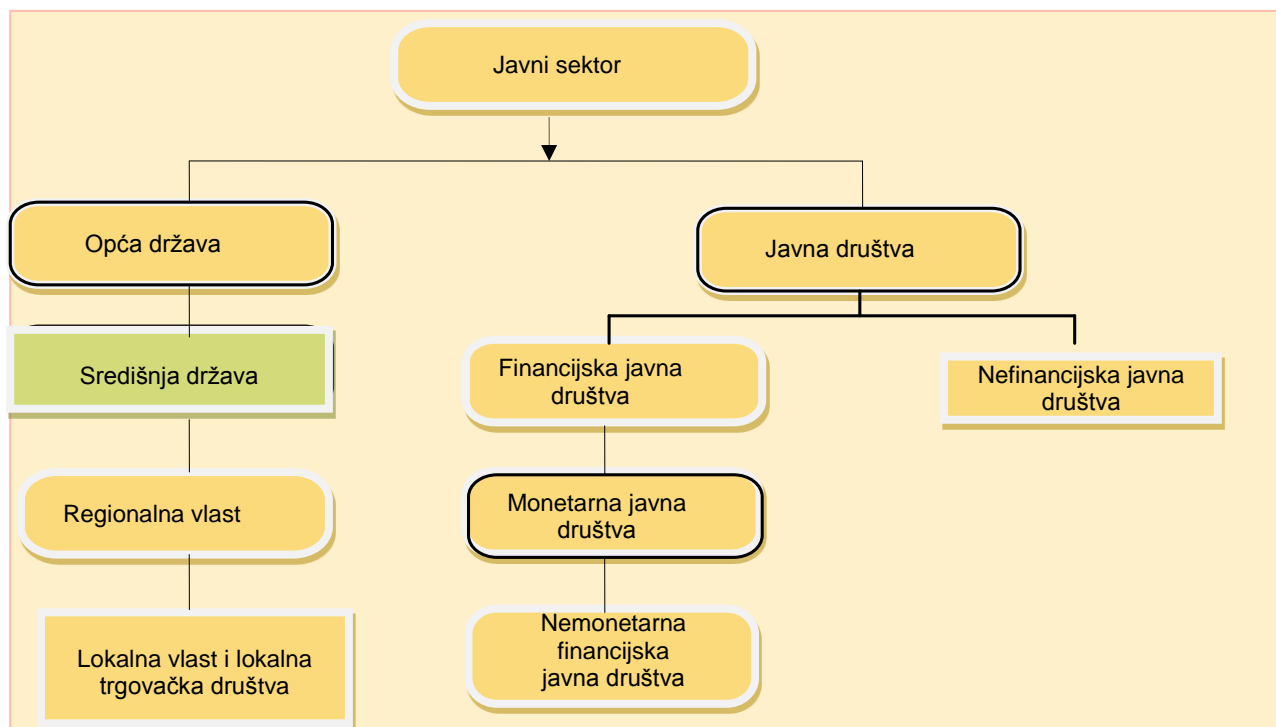 Javni sektor
Opća država
Javna društva
Središnja država
Financijska javna
društva
Nefinancijska javna
društva
Regionalna vlast
Monetarna javna
društva
Lokalna vlast i lokalna
trgovačka društva
Nemonetarna
financijska
javna društva